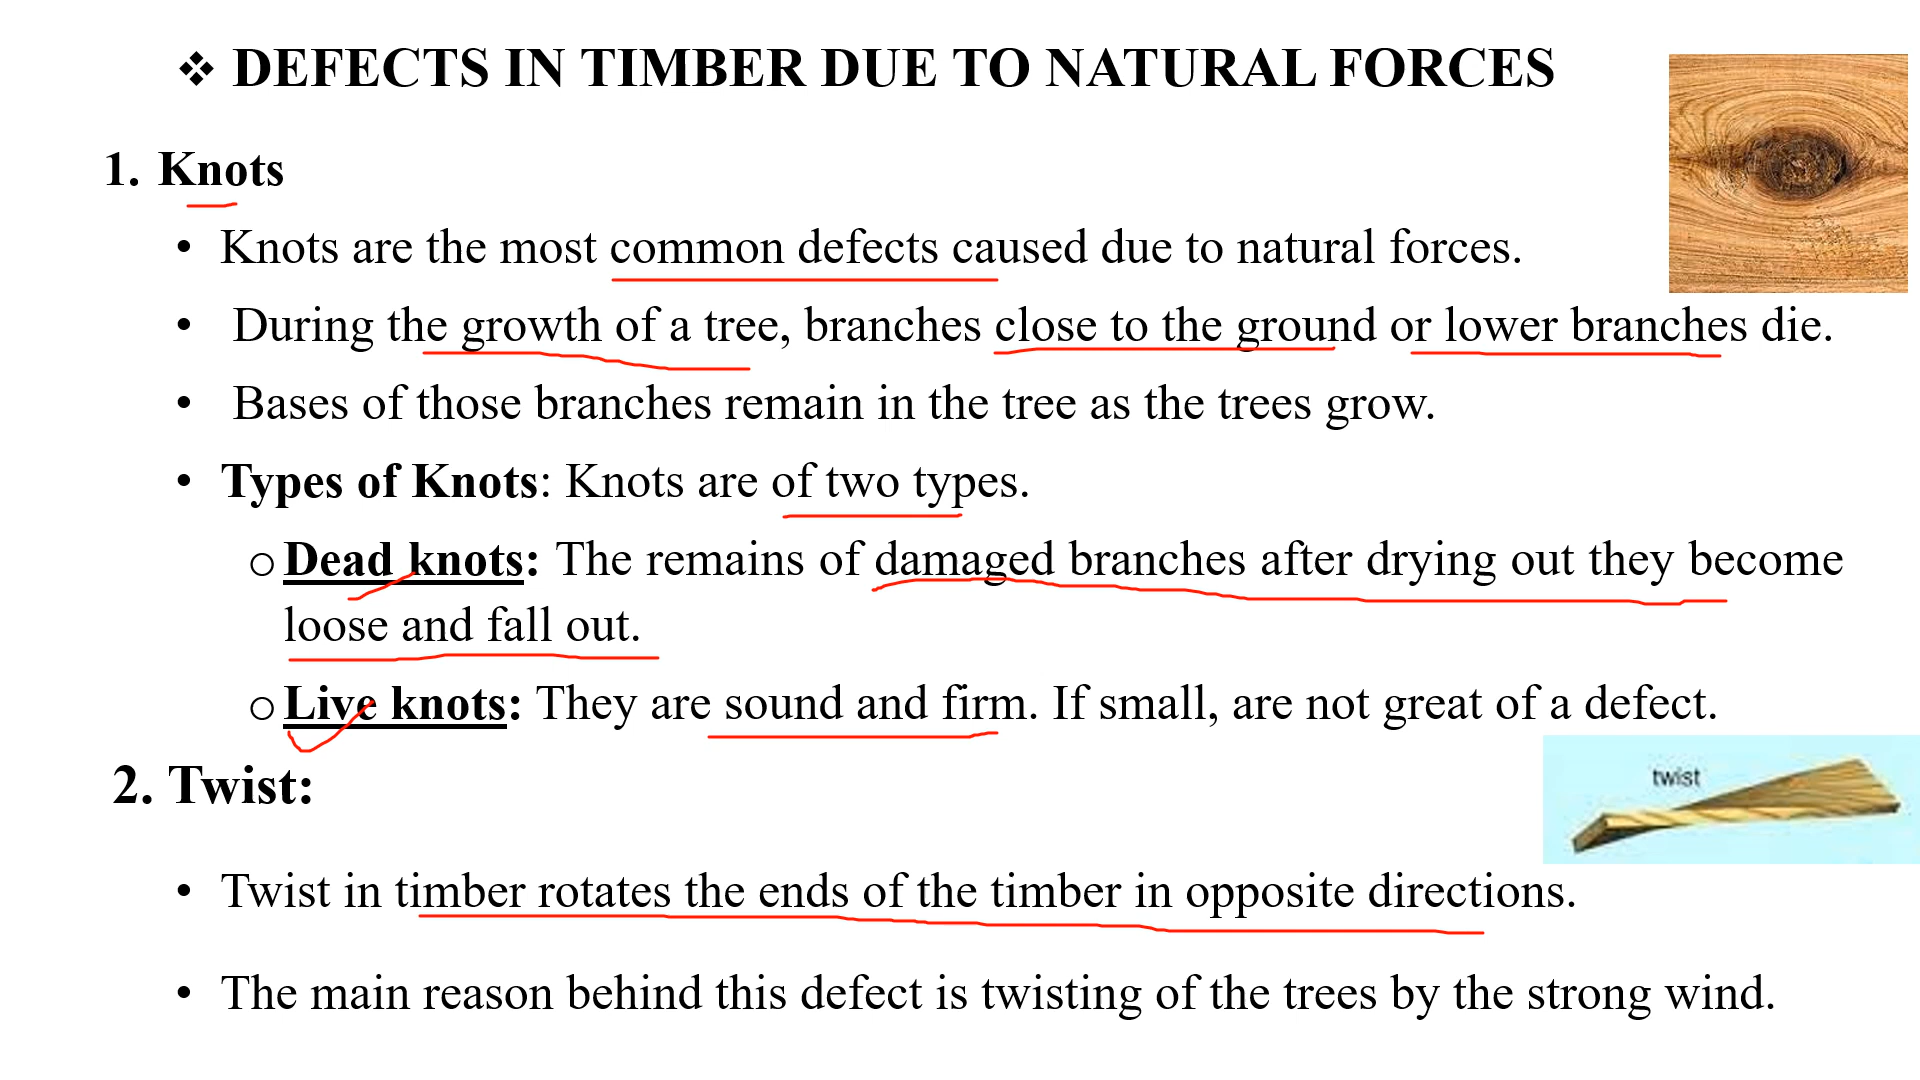 ❖ DEFECTS IN TIMBER DUE TO NATURAL FORCES
1. Knots
• Knots are the most common defects caused due to natural forces.
• During the growth of a tree, branches close to the ground or lower branches die.
• Bases of those branches remain in the tree as the trees grow.
• Types of Knots: Knots are of two types.
o Dead knots: The remains of damaged branches after drying out they become
loose and fall out.
o Live knots: They are sound and firm. If small, are not great of a defect.
2. Twist:
twist
• Twist in timber rotates the ends of the timber in opposite directions.
• The main reason behind this defect is twisting of the trees by the strong wind.